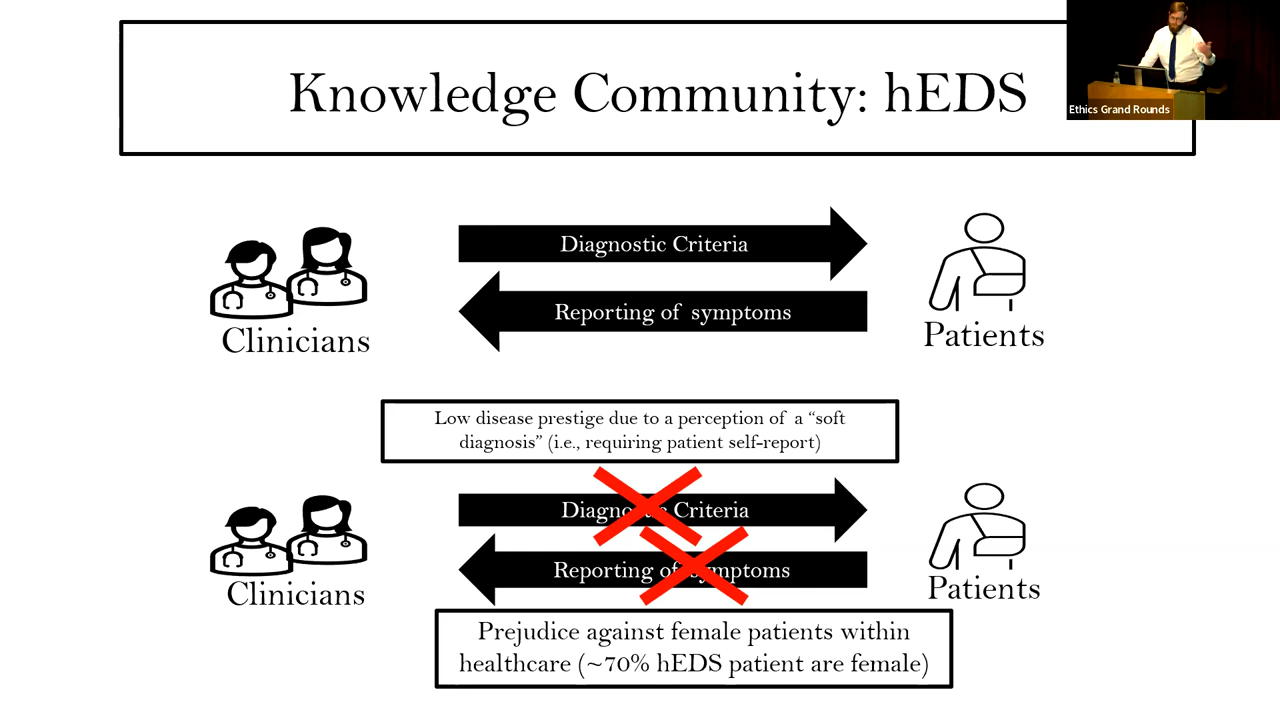 Knowledge Community: hEDS
Ethics Grand Rounds
Diagnostic Criteria
Reporting of symptoms
Clinicians
Patients
Low disease prestige due to a perception of a “soft
diagnosis” (i.e., requiring patient self-report)
Diagnostic Criteria
Reporting of symptoms
Clinicians
Patients
Prejudice against female patients within
healthcare (~70% hEDS patient are female)